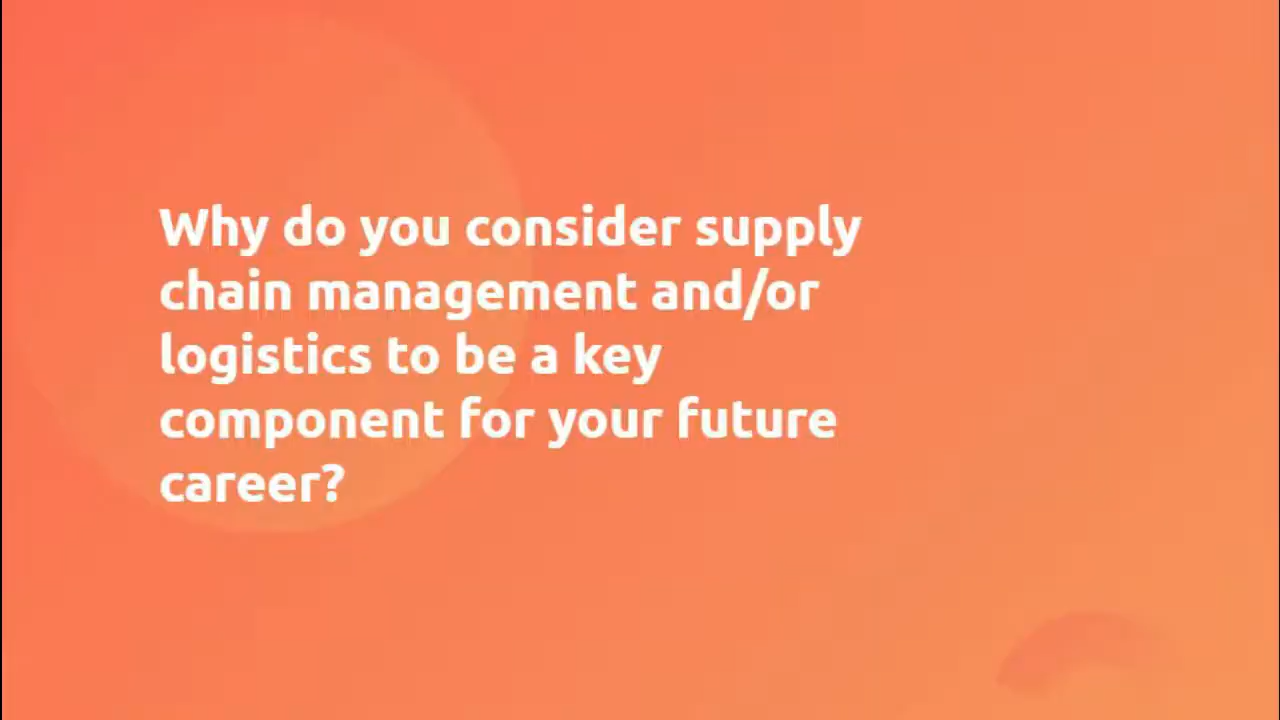 Why do you consider supply
chain management and/or
logistics to be a key
component for your future
career?